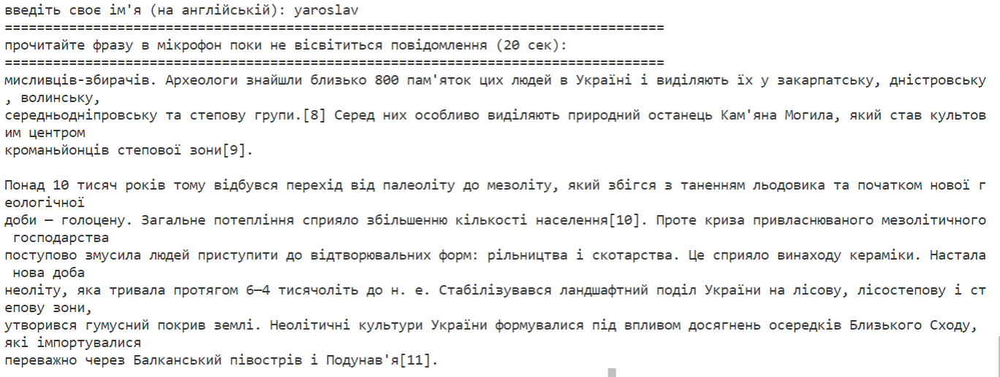 введіть своє ім'я (на англійській): yaroslav
================================================================================
прочитайте фразу в мікрофон поки не вісвітиться повідомлення (20 сек):
================================================================================
мисливців-збирачів. Археологи знайшли близько 800 пам'яток цих людей в Україні і виділяють їх у закарпатську, дністровську
, волинську,
середньодніпровську та степову групи.[8] Серед них особливо виділяють природний останець Кам'яна Могила, який став культов
им центром
кроманьйонців степової зони[9].

Понад 10 тисяч років тому відбувся перехід від палеоліту до мезоліту, який збігся з таненням льодовика та початком нової г
еологічної
доби — голоцену. Загальне потепління сприяло збільшенню кількості населення[10]. Проте криза привласнюваного мезолітичного
 господарства
поступово змусила людей приступити до відтворювальних форм: рільництва і скотарства. Це сприяло винаходу кераміки. Настала
 нова доба
неоліту, яка тривала протягом 6—4 тисячоліть до н. е. Стабілізувався ландшафтний поділ України на лісову, лісостепову і ст
епову зони,
утворився гумусний покрив землі. Неолітичні культури України формувалися під впливом досягнень осередків Близького Сходу,
які імпортувалися
переважно через Балканський півострів і Подунав'я[11].